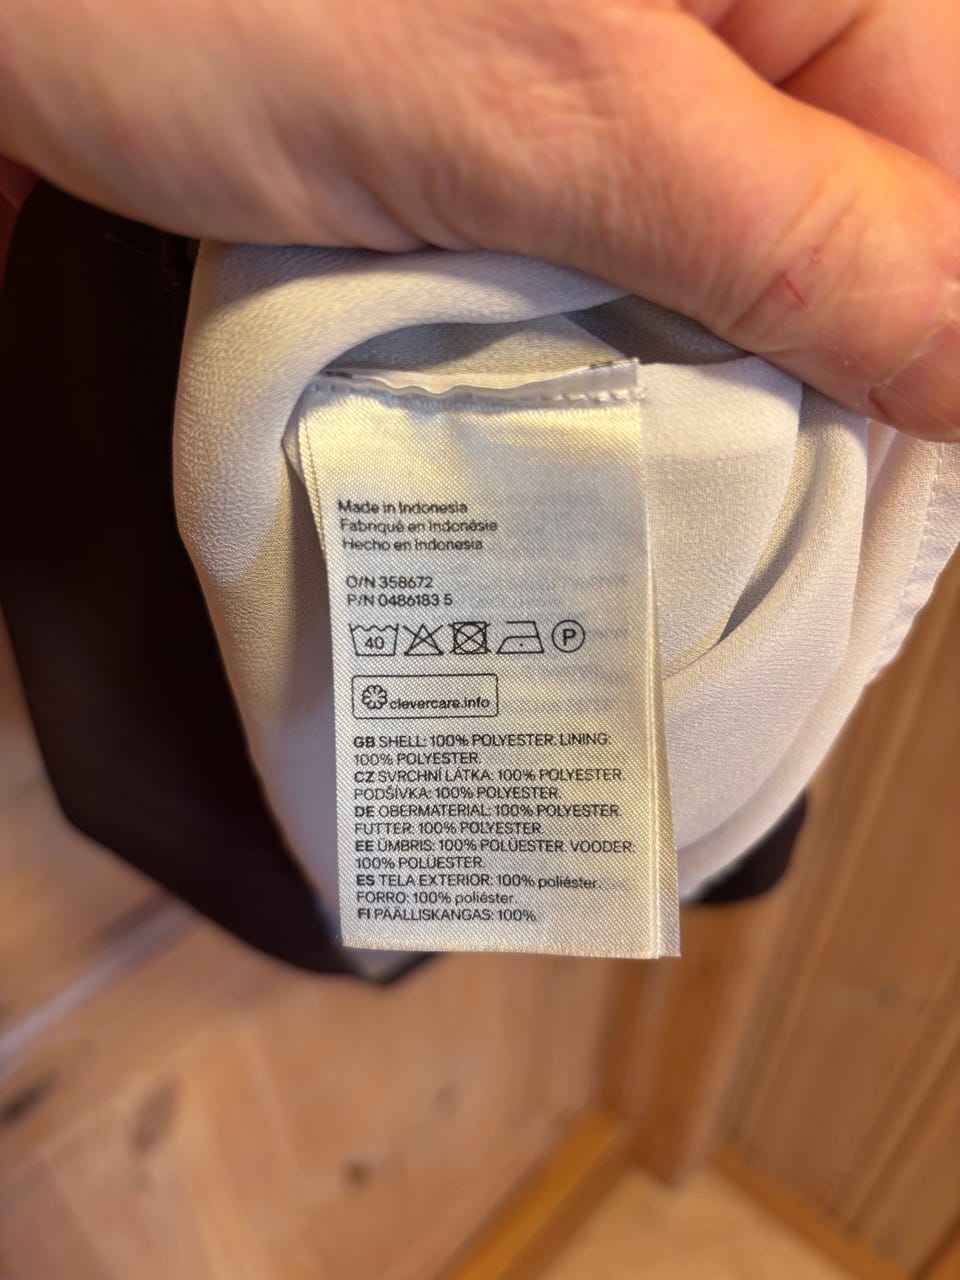 Made in Indonesia
Fabriqué en Indonésie
Hecho en Indonesia
O/N 358672
P/N 0486183 5
40 P
clevercare.info
GB SHELL: 100% POLYESTER. LINING:
100% POLYESTER.
CZ SVRCHNÍ LÁTKA: 100% POLYESTER.
PODŠÍVKA: 100% POLYESTER.
DE OBERMATERIAL: 100% POLYESTER.
FUTTER: 100% POLYESTER.
EE ÜMBRIS: 100% POLÜESTER. VOODER:
100% POLÜESTER.
ES TELA EXTERIOR: 100% poliéster.
FORRO: 100% poliéster.
FI PÄÄLLISKANGAS: 100%